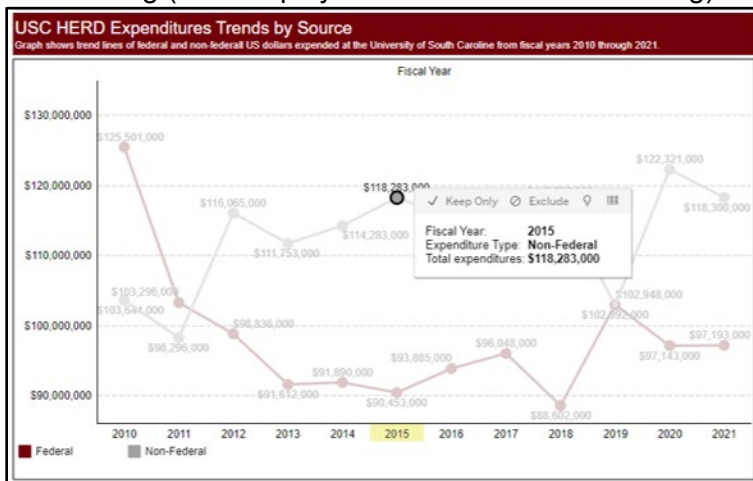 USC HERD Expenditures Trends by Source
Graph shows trend lines of federal and non-federall US dollars expended at the University of South Caroline from fiscal years 2010 through 2021.
Fiscal Year
$130,000,000
$125,501,000
$122,321,000
$120,000,000
$118,283,000
$116,065,000
$118,300,000
✓ Keep Only Exclude
Fiscal Year: 2015
Expenditure Type: Non-Federal
Total expenditures: $118,283,000
$114,283,000
$111,753,000
$110,000,000
$103,296,000
$103,644,000
$102,948,000
$100,000,000
$98,836,000
$98,296,000
$97,193,000
$96,048,000
$97,143,000
$93,885,000
$91,890,000
$91,612,000
$90,453,000
$90,000,000
$88,602,000
2010 2011 2012 2013 2014 2015 2016 2017 2018 2019 2020 2021
Federal Non-Federal